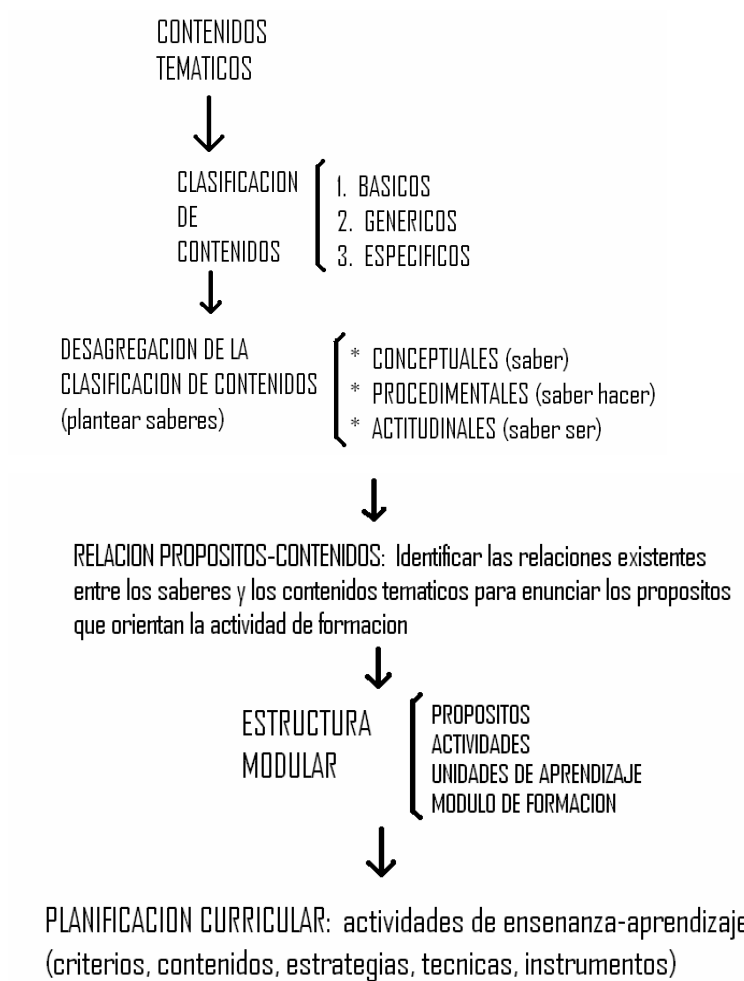 CONTENIDOS
TEMATICOS
CLASIFICACION
DE
CONTENIDOS
1. BASICOS
2. GENERICOS
3. ESPECIFICOS
DESAGREGACION DE LA
CLASIFICACION DE CONTENIDOS
(plantear saberes)
* CONCEPTUALES (saber)
* PROCEDIMENTALES (saber hacer)
* ACTITUDINALES (saber ser)
RELACION PROPOSITOS-CONTENIDOS: Identificar las relaciones existentes
entre los saberes y los contenidos tematicos para enunciar los propositos
que orientan la actividad de formacion
ESTRUCTURA
MODULAR
PROPOSITOS
ACTIVIDADES
UNIDADES DE APRENDIZAJE
MODULO DE FORMACION
PLANIFICACION CURRICULAR: actividades de ensenanza-aprendizaje
(criterios, contenidos, estrategias, tecnicas, instrumentos)